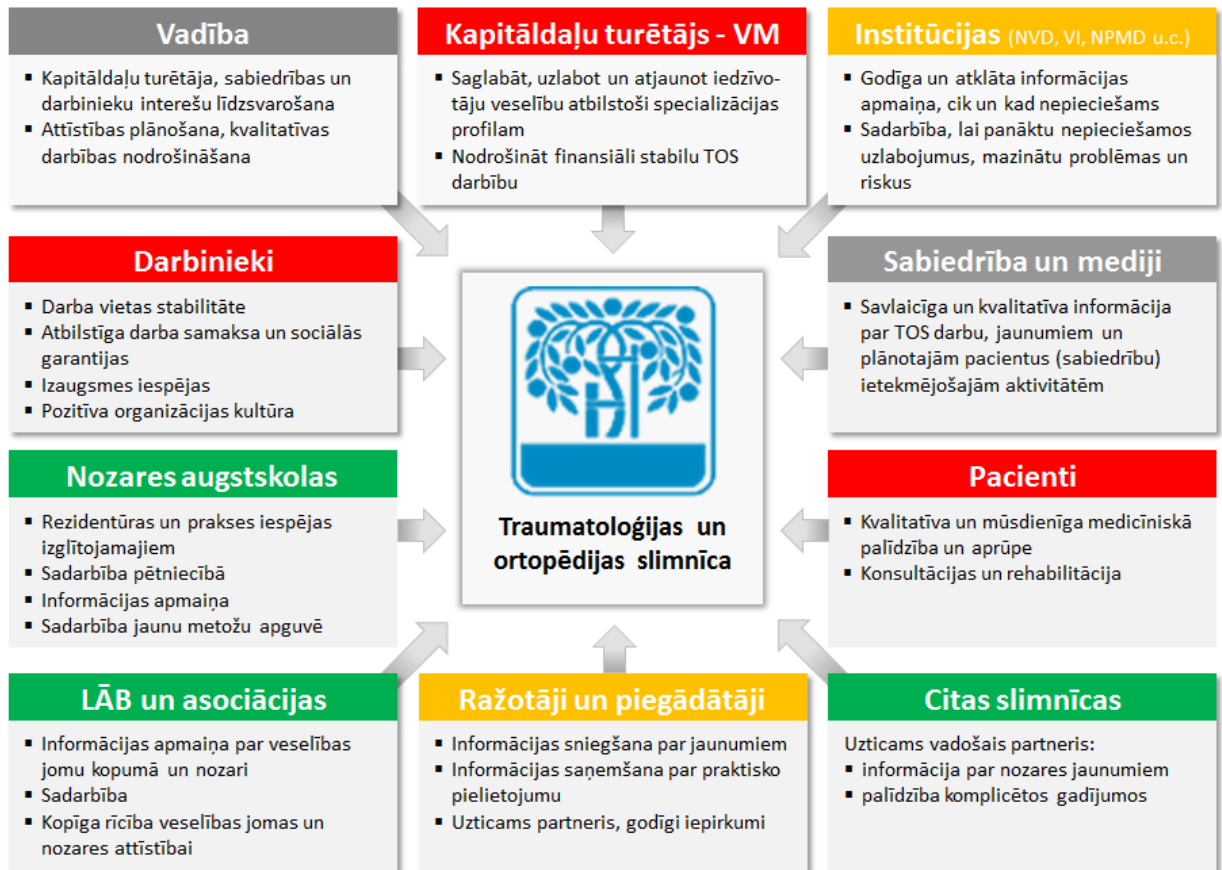 Vadība
▪ Kapitāldaļu turētāja, sabiedrības un
darbinieku interešu līdzsvarošana
▪ Attīstības plānošana, kvalitatīvas
darbības nodrošināšana
Kapitāldaļu turētājs - VM
▪ Saglabāt, uzlabot un atjaunot iedzīvo-
tāju veselību atbilstoši specializācijas
profilam
▪ Nodrošināt finansiāli stabilu TOS
darbību
Institūcijas (NVD, VI, NPMD u.c.)
▪ Godīga un atklāta informācijas
apmaiņa, cik un kad nepieciešams
▪ Sadarbība, lai panāktu nepieciešamos
uzlabojumus, mazinātu problēmas un
riskus
Darbinieki
▪ Darba vietas stabilitāte
▪ Atbilstīga darba samaksa un sociālās
garantijas
▪ Izaugsmes iespējas
▪ Pozitīva organizācijas kultūra
Sabiedrība un mediji
▪ Savlaicīga un kvalitatīva informācija
par TOS darbu, jaunumiem un
plānotajām pacientus (sabiedrību)
ietekmējošajām aktivitātēm
Nozares augstskolas
▪ Rezidentūras un prakses iespējas
izglītojamajiem
▪ Sadarbība pētniecībā
▪ Informācijas apmaiņa
▪ Sadarbība jaunu metožu apguvē
Traumatoloģijas un
ortopēdijas slimnīca
Pacienti
▪ Kvalitatīva un mūsdienīga medicīniskā
palīdzība un aprūpe
▪ Konsultācijas un rehabilitācija
LĀB un asociācijas
▪ Informācijas apmaiņa par veselības
jomu kopumā un nozari
▪ Sadarbība
▪ Kopīga rīcība veselības jomas un
nozares attīstībai
Ražotāji un piegādātāji
▪ Informācijas sniegšana par jaunumiem
▪ Informācijas saņemšana par praktisko
pielietojumu
▪ Uzticams partneris, godīgi iepirkumi
Citas slimnīcas
Uzticams vadošais partneris:
▪ informācija par nozares jaunumiem
▪ palīdzība komplicētos gadījumos